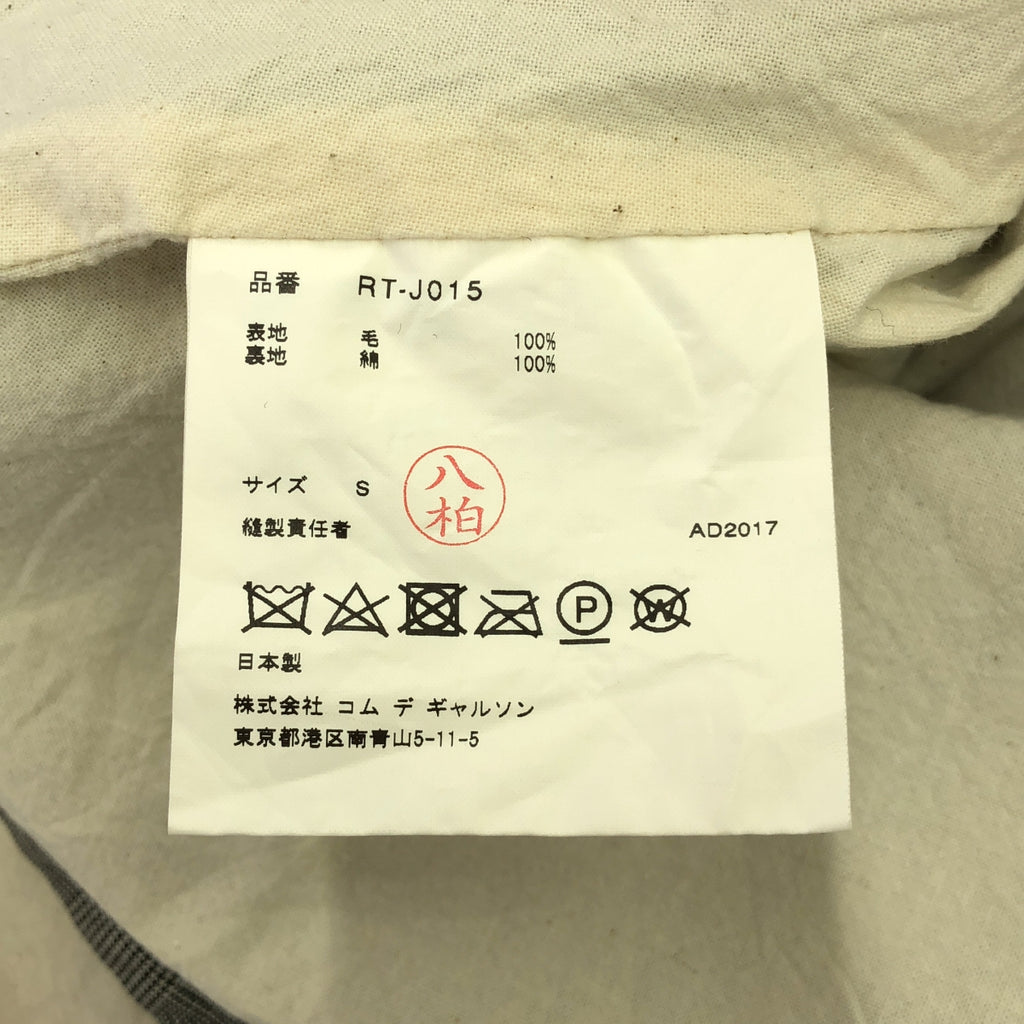 品番 RT-J015
表地 毛 100%
裏地 綿 100%
サイズ S
八柏
縫製責任者 AD2017
P
W
日本製
株式会社 コム デ ギャルソン
東京都港区南青山5-11-5